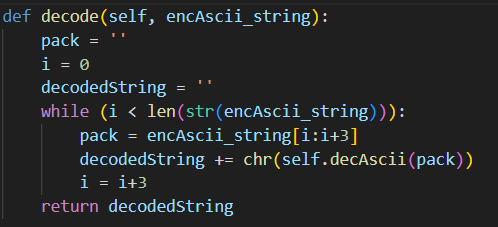 def decode(self, encAscii_string):
    pack = ''
    i = 0
    decodedString = ''
    while (i < len(str(encAscii_string))):
        pack = encAscii_string[i:i+3]
        decodedString += chr(self.decAscii(pack))
        i = i+3
    return decodedString